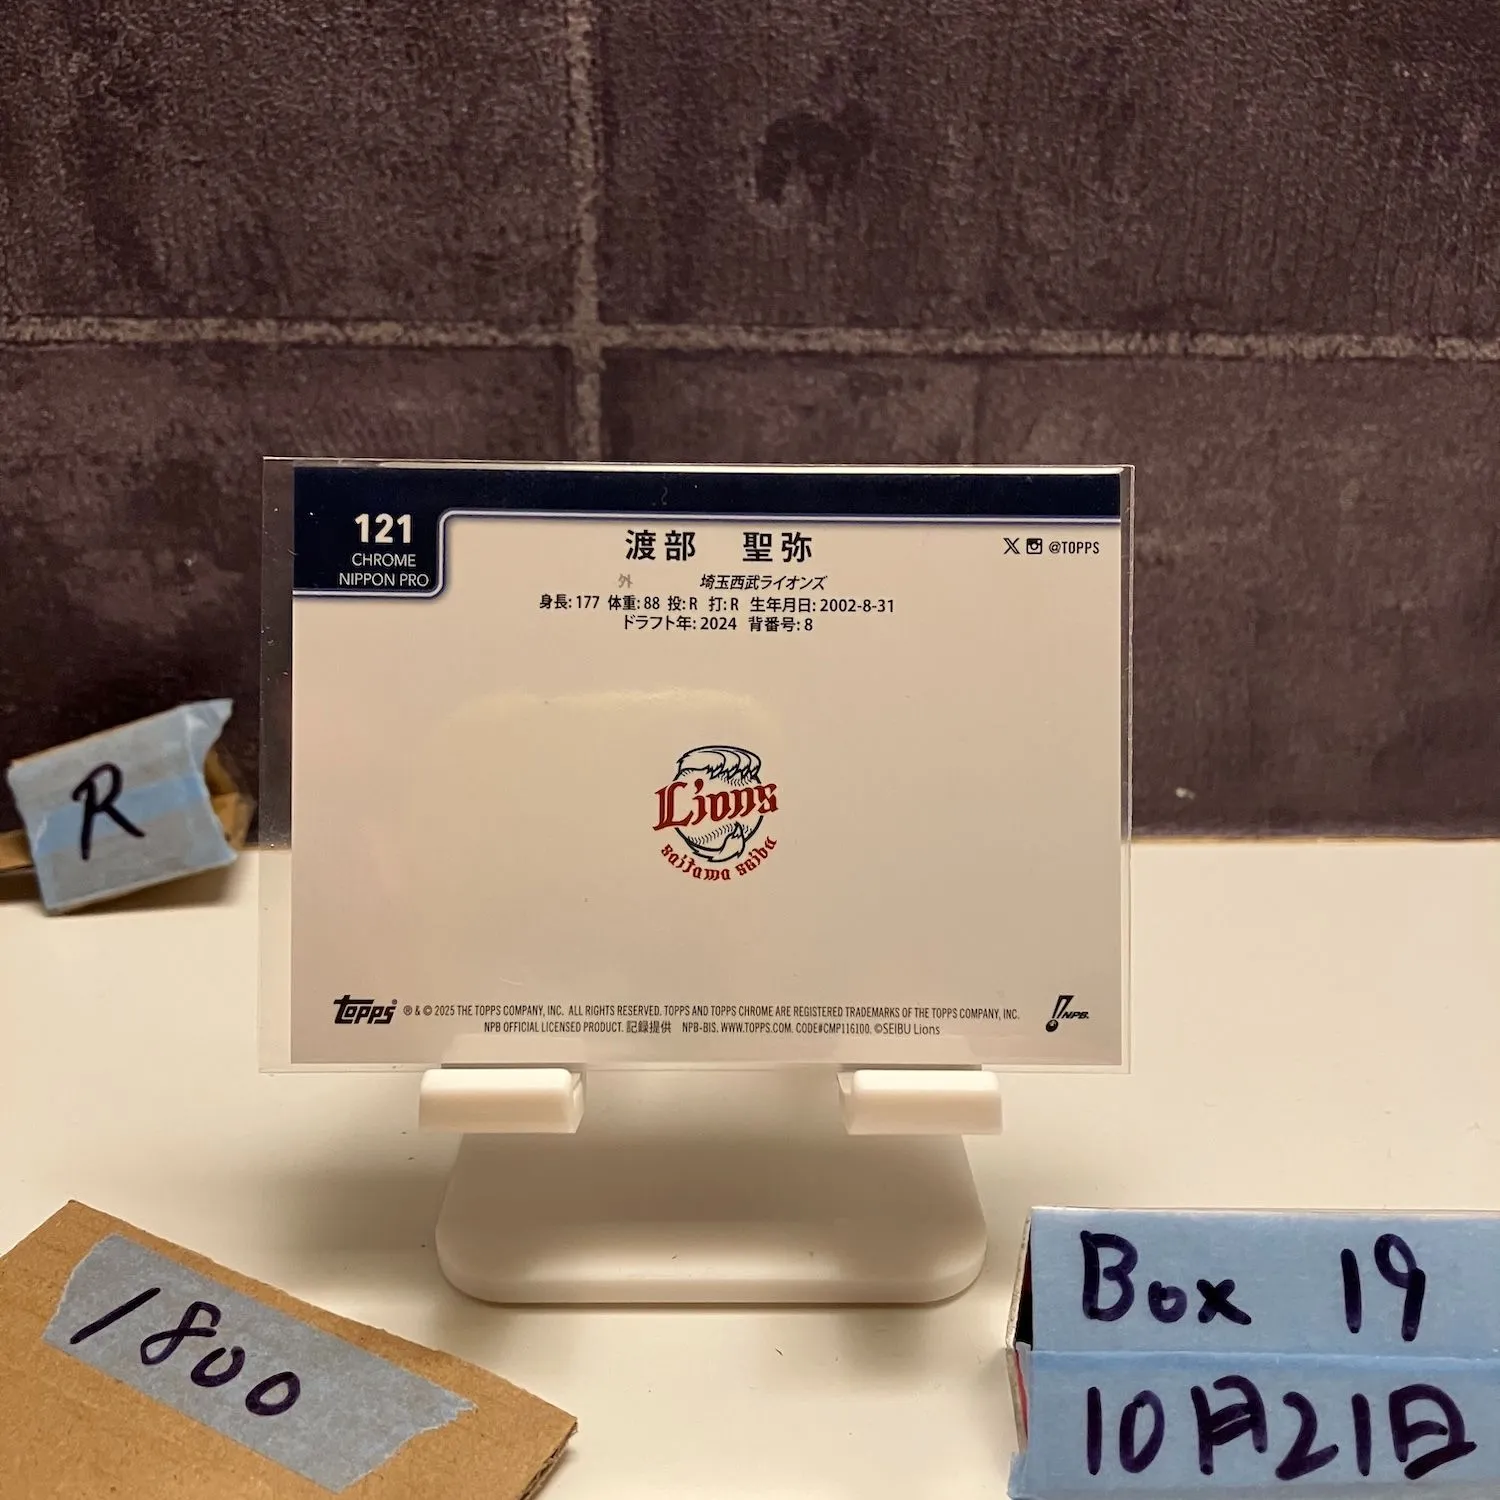 121
CHROME
NIPPON PRO
渡部 聖弥
@TOPPS
外 埼玉西武ライオンズ
身長: 177 体重: 88 投: R 打: R 生年月日: 2002-8-31
ドラフト年: 2024 背番号: 8
R
Lions
saitama seibu
Topps ® & © 2025 THE TOPPS COMPANY, INC. ALL RIGHTS RESERVED. TOPPS AND TOPPS CHROME ARE REGISTERED TRADEMARKS OF THE TOPPS COMPANY, INC.
NPB OFFICIAL LICENSED PRODUCT. 記録提供 NPB-BIS. WWW.TOPPS.COM. CODE#CMP116100. ©SEIBU Lions
NPB
1800
Box 19
10月21日